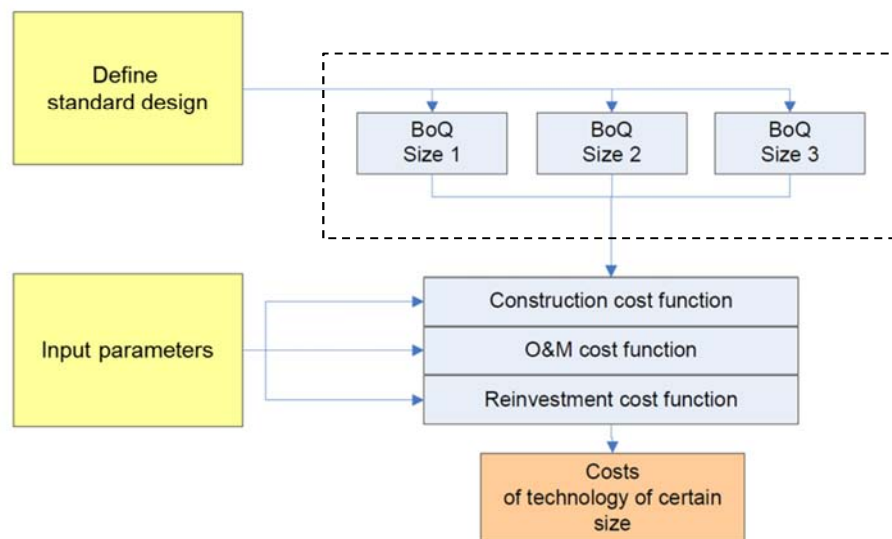 Define
standard design
BoQ
Size 1
BoQ
Size 2
BoQ
Size 3
Input parameters
Construction cost function
O&M cost function
Reinvestment cost function
Costs
of technology of certain
size